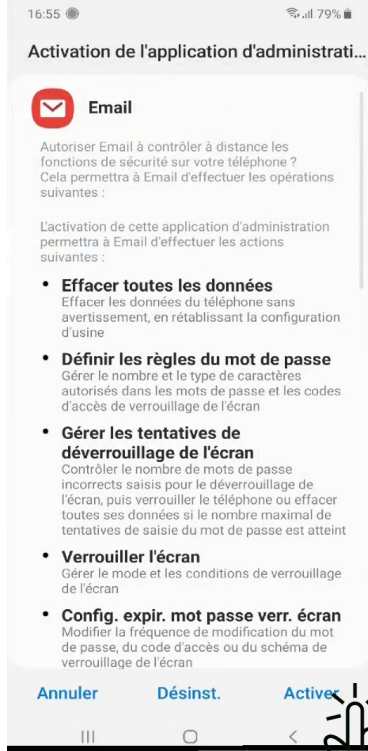 16:55 79%
Activation de l'application d'administrati...
Email
Autoriser Email à contrôler à distance les
fonctions de sécurité sur votre téléphone ?
Cela permettra à Email d'effectuer les opérations
suivantes :
L'activation de cette application d'administration
permettra à Email d'effectuer les actions
suivantes :
• Effacer toutes les données
Effacer les données du téléphone sans
avertissement, en rétablissant la configuration
d'usine
• Définir les règles du mot de passe
Gérer le nombre et le type de caractères
autorisés dans les mots de passe et les codes
d'accès de verrouillage de l'écran
• Gérer les tentatives de
déverrouillage de l'écran
Contrôler le nombre de mots de passe
incorrects saisis pour le déverrouillage de
l'écran, puis verrouiller le téléphone ou effacer
toutes ses données si le nombre maximal de
tentatives de saisie du mot de passe est atteint
• Verrouiller l'écran
Gérer le mode et les conditions de verrouillage
de l'écran
• Config. expir. mot passe verr. écran
Modifier la fréquence de modification du mot
de passe, du code d'accès ou du schéma de
verrouillage de l'écran
Annuler Désinst. Activer